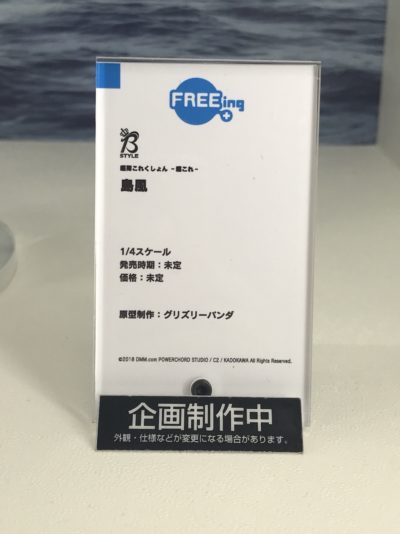 FREEing
B
STYLE
艦隊これくしょん -艦これ-
島風
1/4スケール
発売時期：未定
価格：未定
原型制作：グリズリーパンダ
©2016 DMM.com POWERCHORD STUDIO / C2 / KADOKAWA All Rights Reserved.
企画制作中
外観・仕様などが変更になる場合があります。